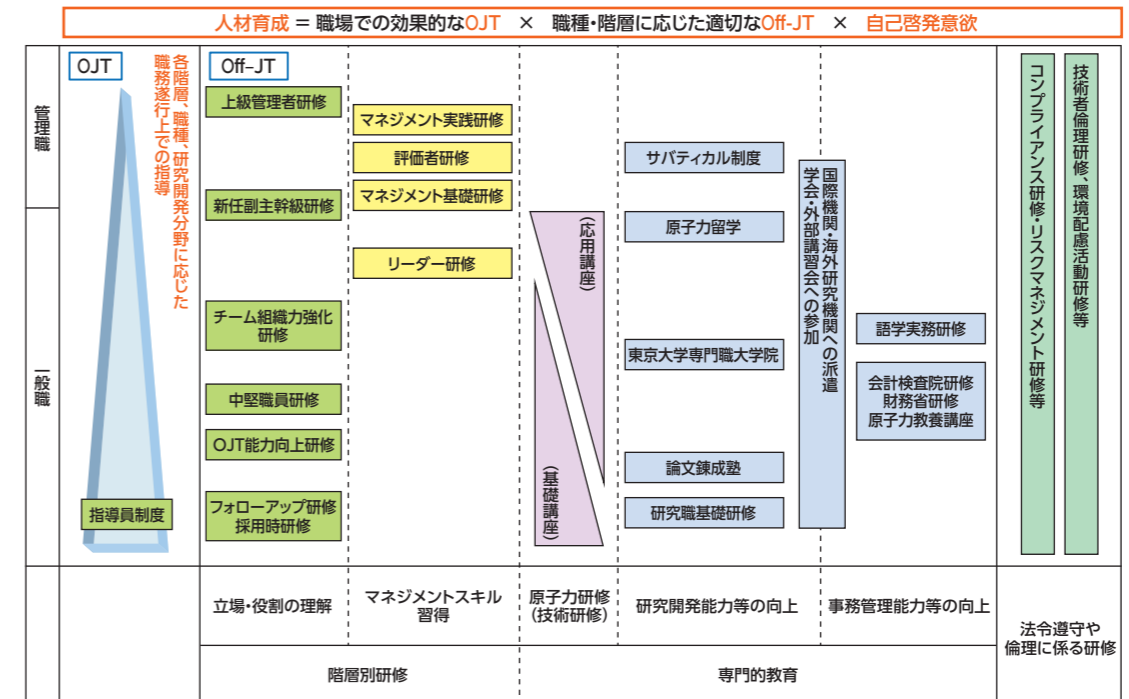 人材育成 = 職場での効果的なOJT × 職種・階層に応じた適切なOff-JT × 自己啓発意欲
管理職
一般職
OJT
各階層、職種、研究開発分野に応じた
職務遂行上での指導
指導員制度
Off-JT
上級管理者研修
新任副主幹級研修
チーム組織力強化
研修
中堅職員研修
OJT能力向上研修
フォローアップ研修
採用時研修
マネジメント実践研修
評価者研修
マネジメント基礎研修
リーダー研修
(応用講座)
(基礎講座)
サバティカル制度
原子力留学
東京大学専門職大学院
論文錬成塾
研究職基礎研修
国際機関・海外研究機関への派遣
学会・外部講習会への参加
語学実務研修
会計検査院研修
財務省研修
原子力教養講座
技術者倫理研修、環境配慮活動研修等
コンプライアンス研修・リスクマネジメント研修等
立場・役割の理解
マネジメントスキル
習得
原子力研修
(技術研修)
研究開発能力等の向上
事務管理能力等の向上
法令遵守や
倫理に係る研修
階層別研修
専門的教育